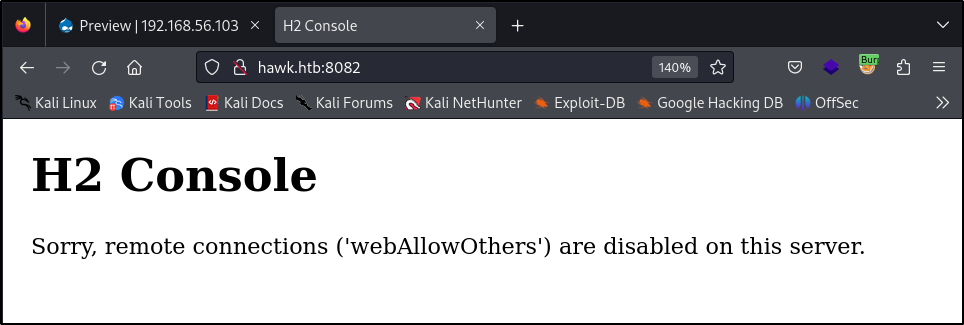 Preview | 192.168.56.103
H2 Console
hawk.htb:8082
140%
Burp
Kali Linux
Kali Tools
Kali Docs
Kali Forums
Kali NetHunter
Exploit-DB
Google Hacking DB
OffSec
H2 Console
Sorry, remote connections ('webAllowOthers') are disabled on this server.